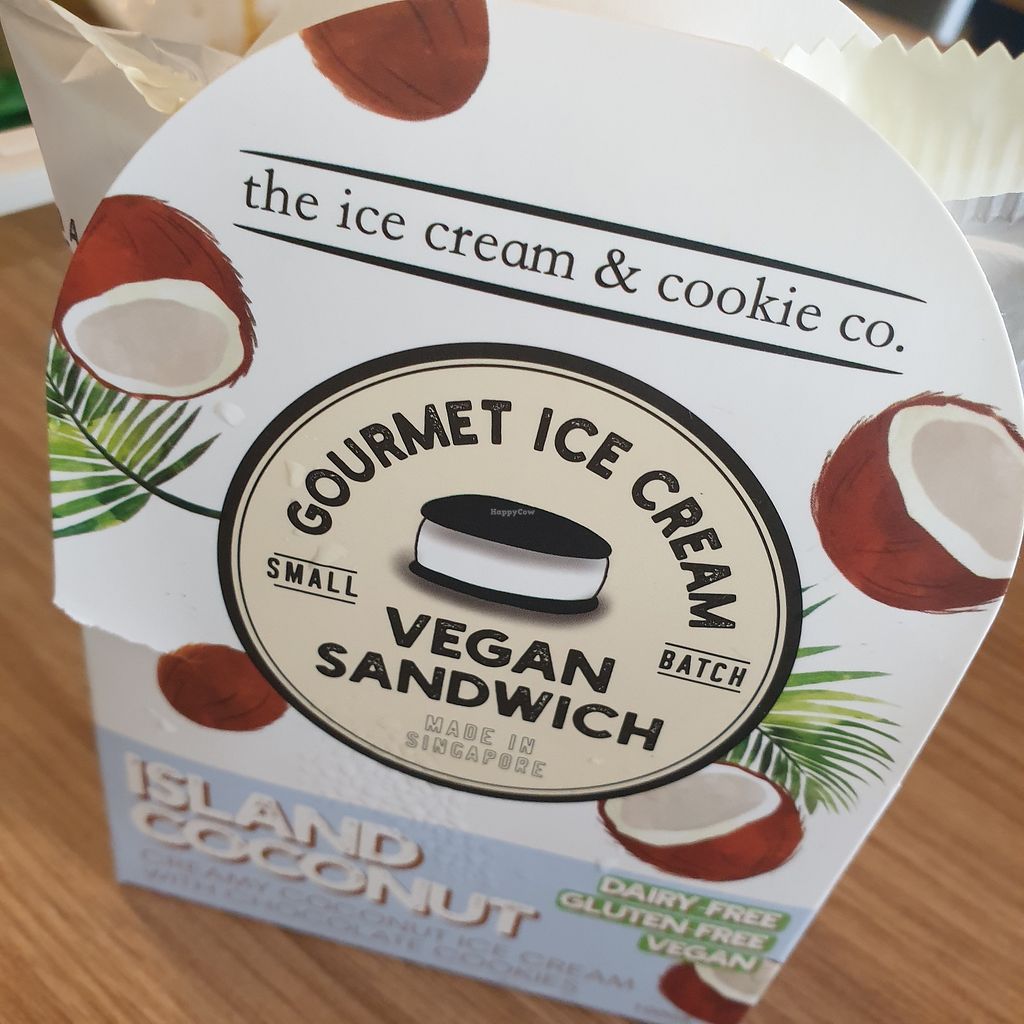 the ice cream & cookie co.
GOURMET ICE CREAM
HappyCow
SMALL
VEGAN
SANDWICH
BATCH
MADE IN
SINGAPORE
ISLAND
COCONUT
CREAMY COCONUT ICE CREAM
WITH CHOCOLATE COOKIES
DAIRY-FREE
GLUTEN-FREE
VEGAN